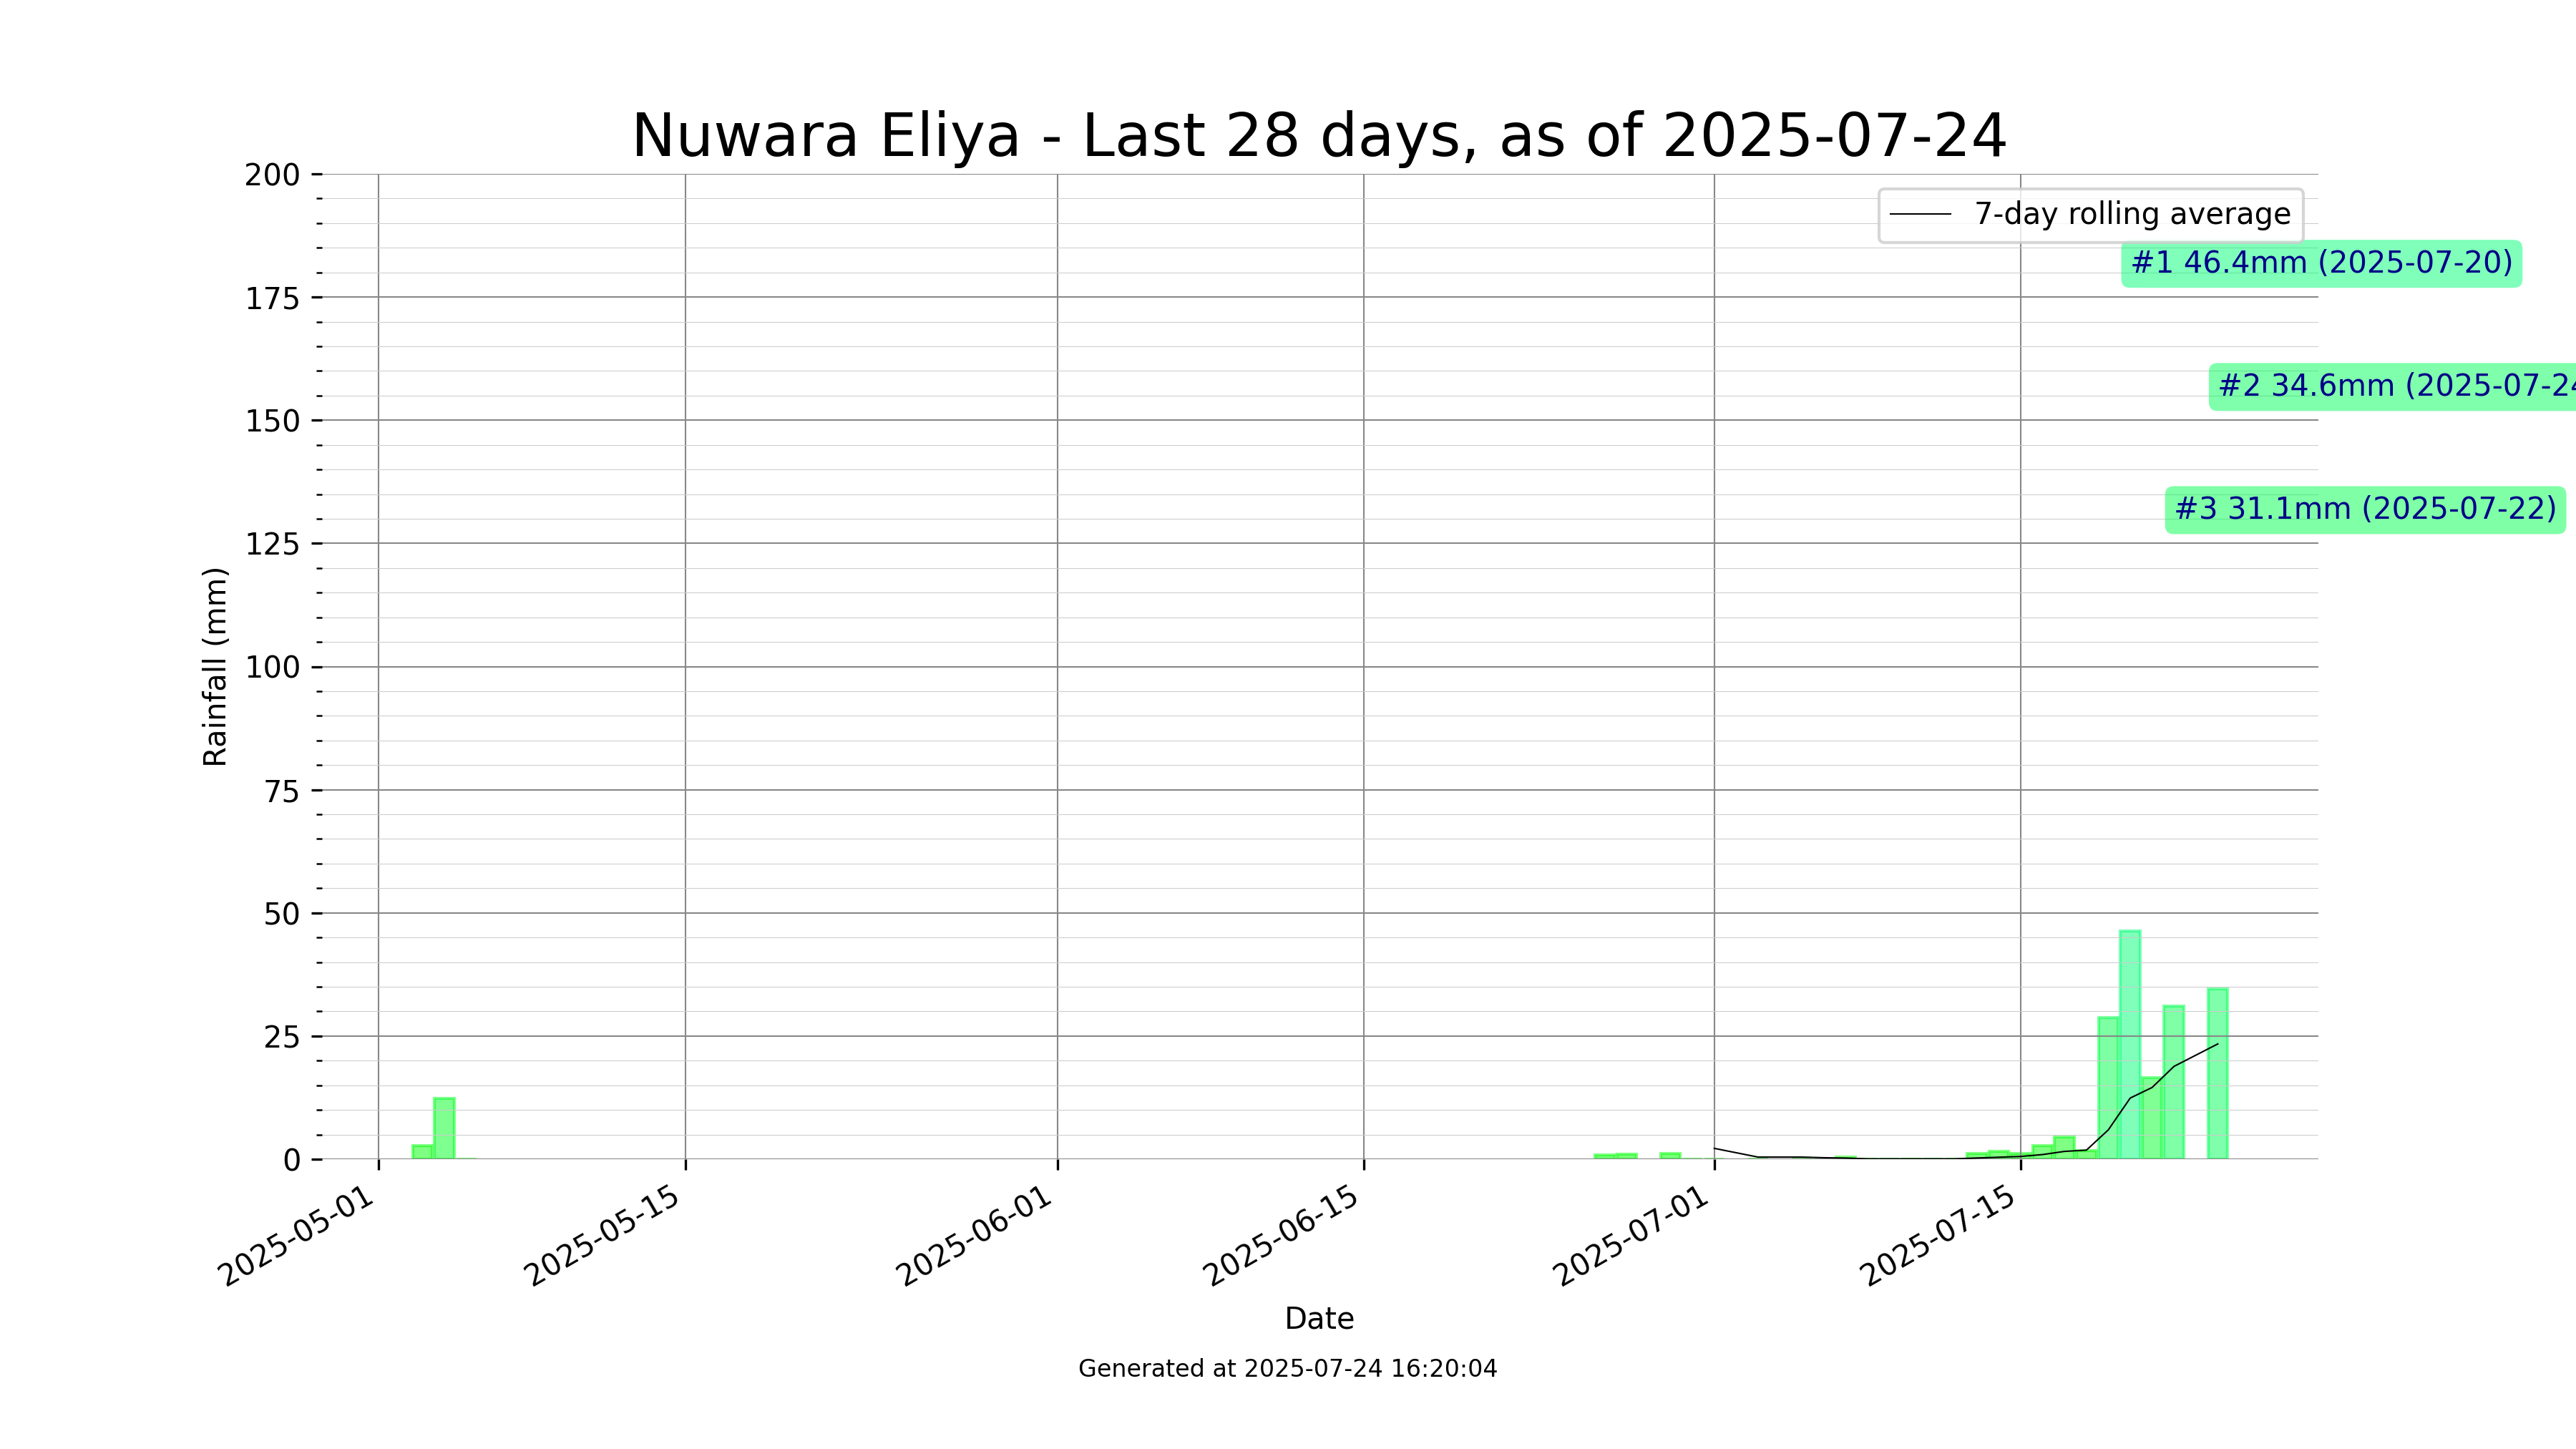 Nuwara Eliya - Last 28 days, as of 2025-07-24
200
175
150
125
100
75
50
25
0
Rainfall (mm)
7-day rolling average
#1 46.4mm (2025-07-20)
#2 34.6mm (2025-07-24
#3 31.1mm (2025-07-22)
2025-05-01
2025-05-15
2025-06-01
2025-06-15
2025-07-01
2025-07-15
Date
Generated at 2025-07-24 16:20:04